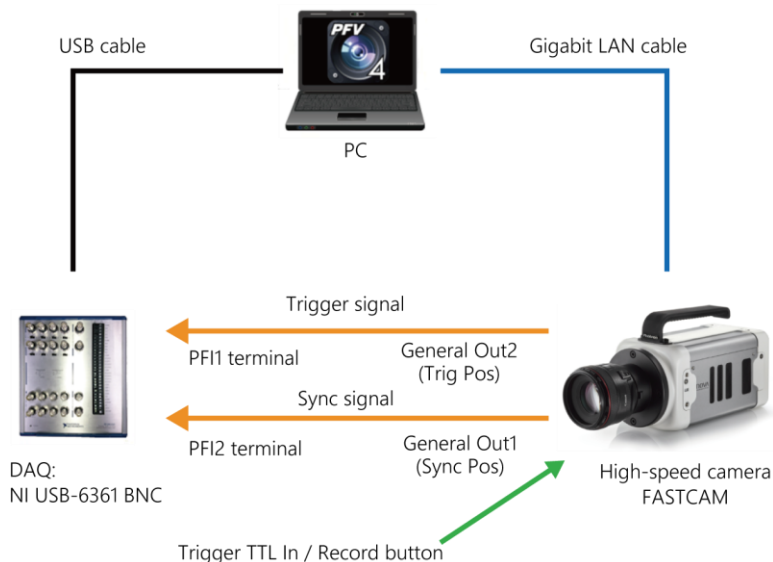 USB cable
Gigabit LAN cable
PFV
4
PC
Trigger signal
PFI1 terminal
General Out2
(Trig Pos)
Sync signal
PFI2 terminal
General Out1
(Sync Pos)
DAQ:
NI USB-6361 BNC
High-speed camera
FASTCAM
Trigger TTL In / Record button